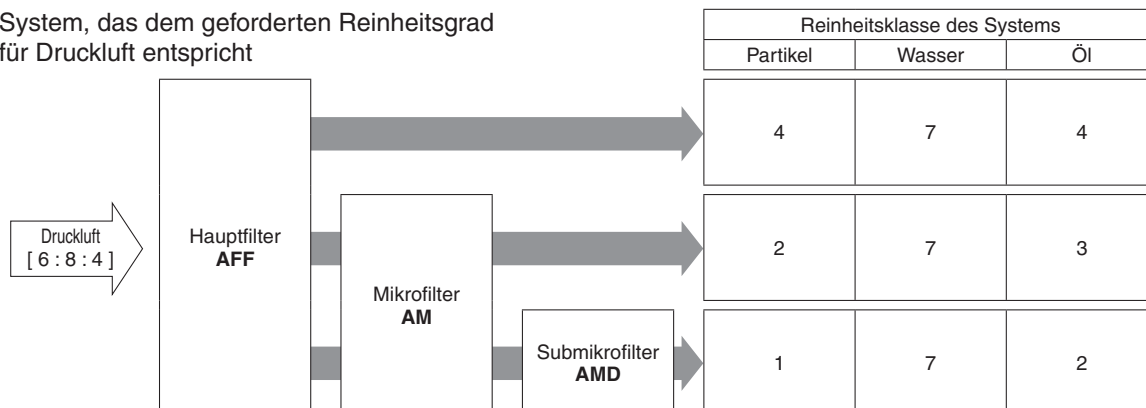 System, das dem geforderten Reinheitsgrad
für Druckluft entspricht
Reinheitsklasse des Systems
Partikel Wasser Öl
4 7 4
Druckluft
[ 6 : 8 : 4 ]
Hauptfilter
AFF
2 7 3
Mikrofilter
AM
Submikrofilter
AMD
1 7 2